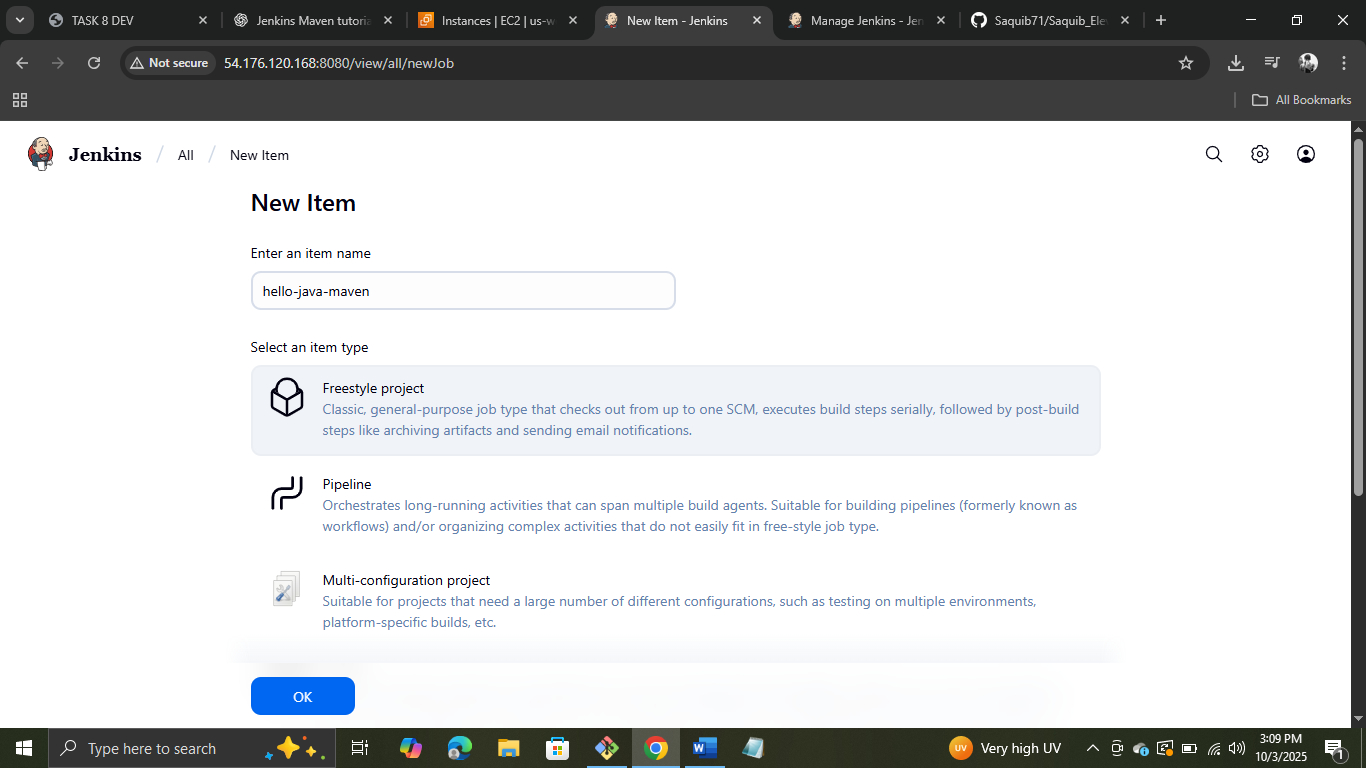 TASK 8 DEV
Jenkins Maven tutoria
Instances | EC2 | us-w
New Item - Jenkins
Manage Jenkins - Jen
Saquib71/Saquib_Ele
Not secure
54.176.120.168:8080/view/all/newJob
All Bookmarks
Jenkins / All / New Item
New Item
Enter an item name
hello-java-maven
Select an item type
Freestyle project
Classic, general-purpose job type that checks out from up to one SCM, executes build steps serially, followed by post-build
steps like archiving artifacts and sending email notifications.
Pipeline
Orchestrates long-running activities that can span multiple build agents. Suitable for building pipelines (formerly known as
workflows) and/or organizing complex activities that do not easily fit in free-style job type.
Multi-configuration project
Suitable for projects that need a large number of different configurations, such as testing on multiple environments,
platform-specific builds, etc.
OK
Type here to search
UV
Very high UV
3:09 PM
10/3/2025
1